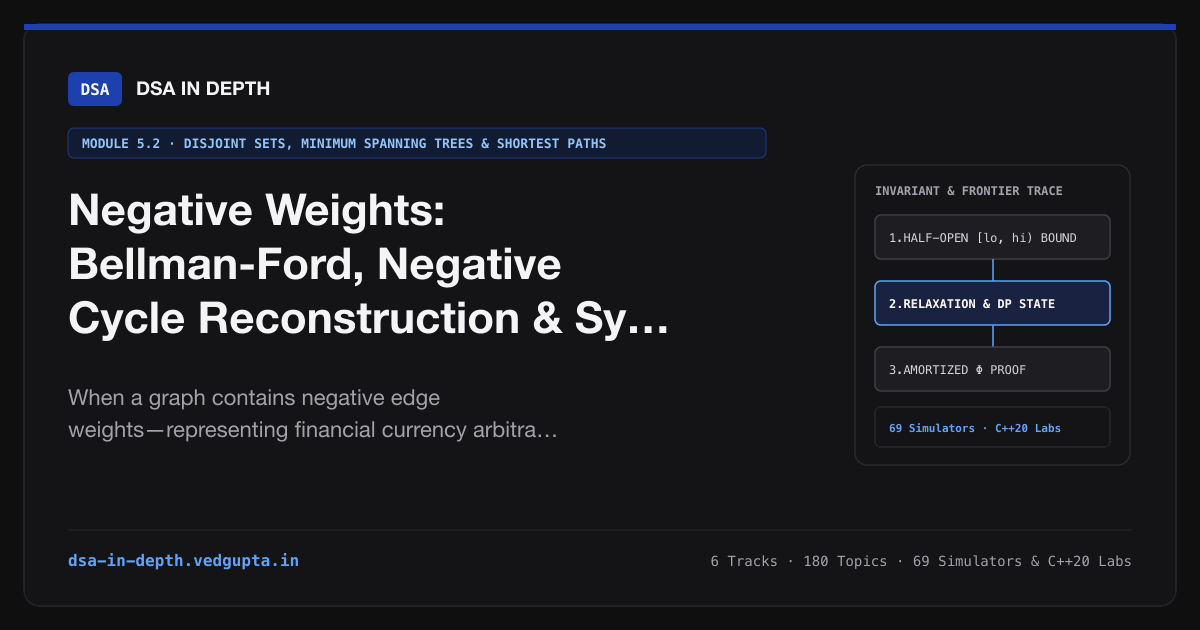 DSA
DSA IN DEPTH
MODULE 5.2 · DISJOINT SETS, MINIMUM SPANNING TREES & SHORTEST PATHS
Negative Weights:
Bellman-Ford, Negative
Cycle Reconstruction & Sy…
When a graph contains negative edge
weights—representing financial currency arbitra…
INVARIANT & FRONTIER TRACE
1.HALF-OPEN [lo, hi) BOUND
2.RELAXATION & DP STATE
3.AMORTIZED Φ PROOF
69 Simulators · C++20 Labs
dsa-in-depth.vedgupta.in
6 Tracks · 180 Topics · 69 Simulators & C++20 Labs